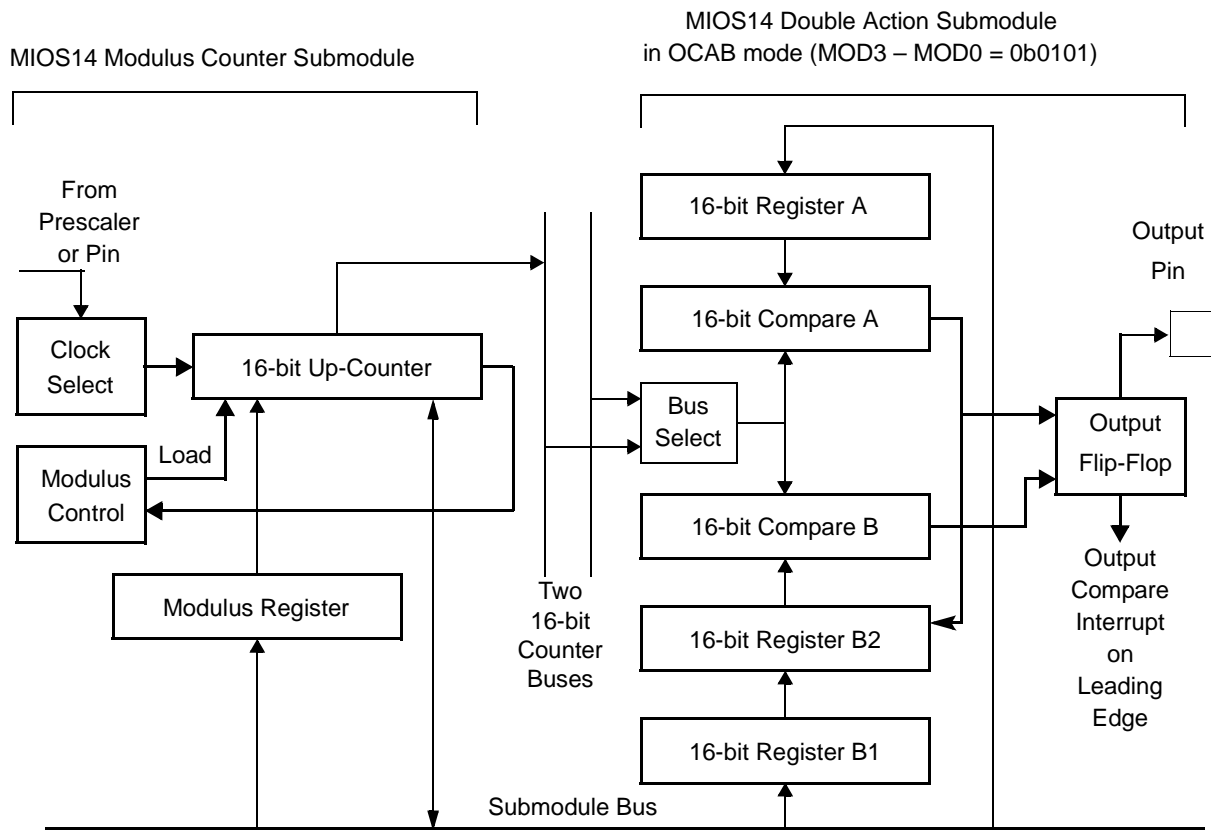 MIOS14 Modulus Counter Submodule
MIOS14 Double Action Submodule
in OCAB mode (MOD3 – MOD0 = 0b0101)
From
Prescaler
or Pin
Clock
Select
16-bit Up-Counter
Load
Modulus
Control
Modulus Register
Two
16-bit
Counter
Buses
Bus
Select
16-bit Register A
16-bit Compare A
16-bit Compare B
16-bit Register B2
16-bit Register B1
Output
Pin
Output
Flip-Flop
Output
Compare
Interrupt
on
Leading
Edge
Submodule Bus